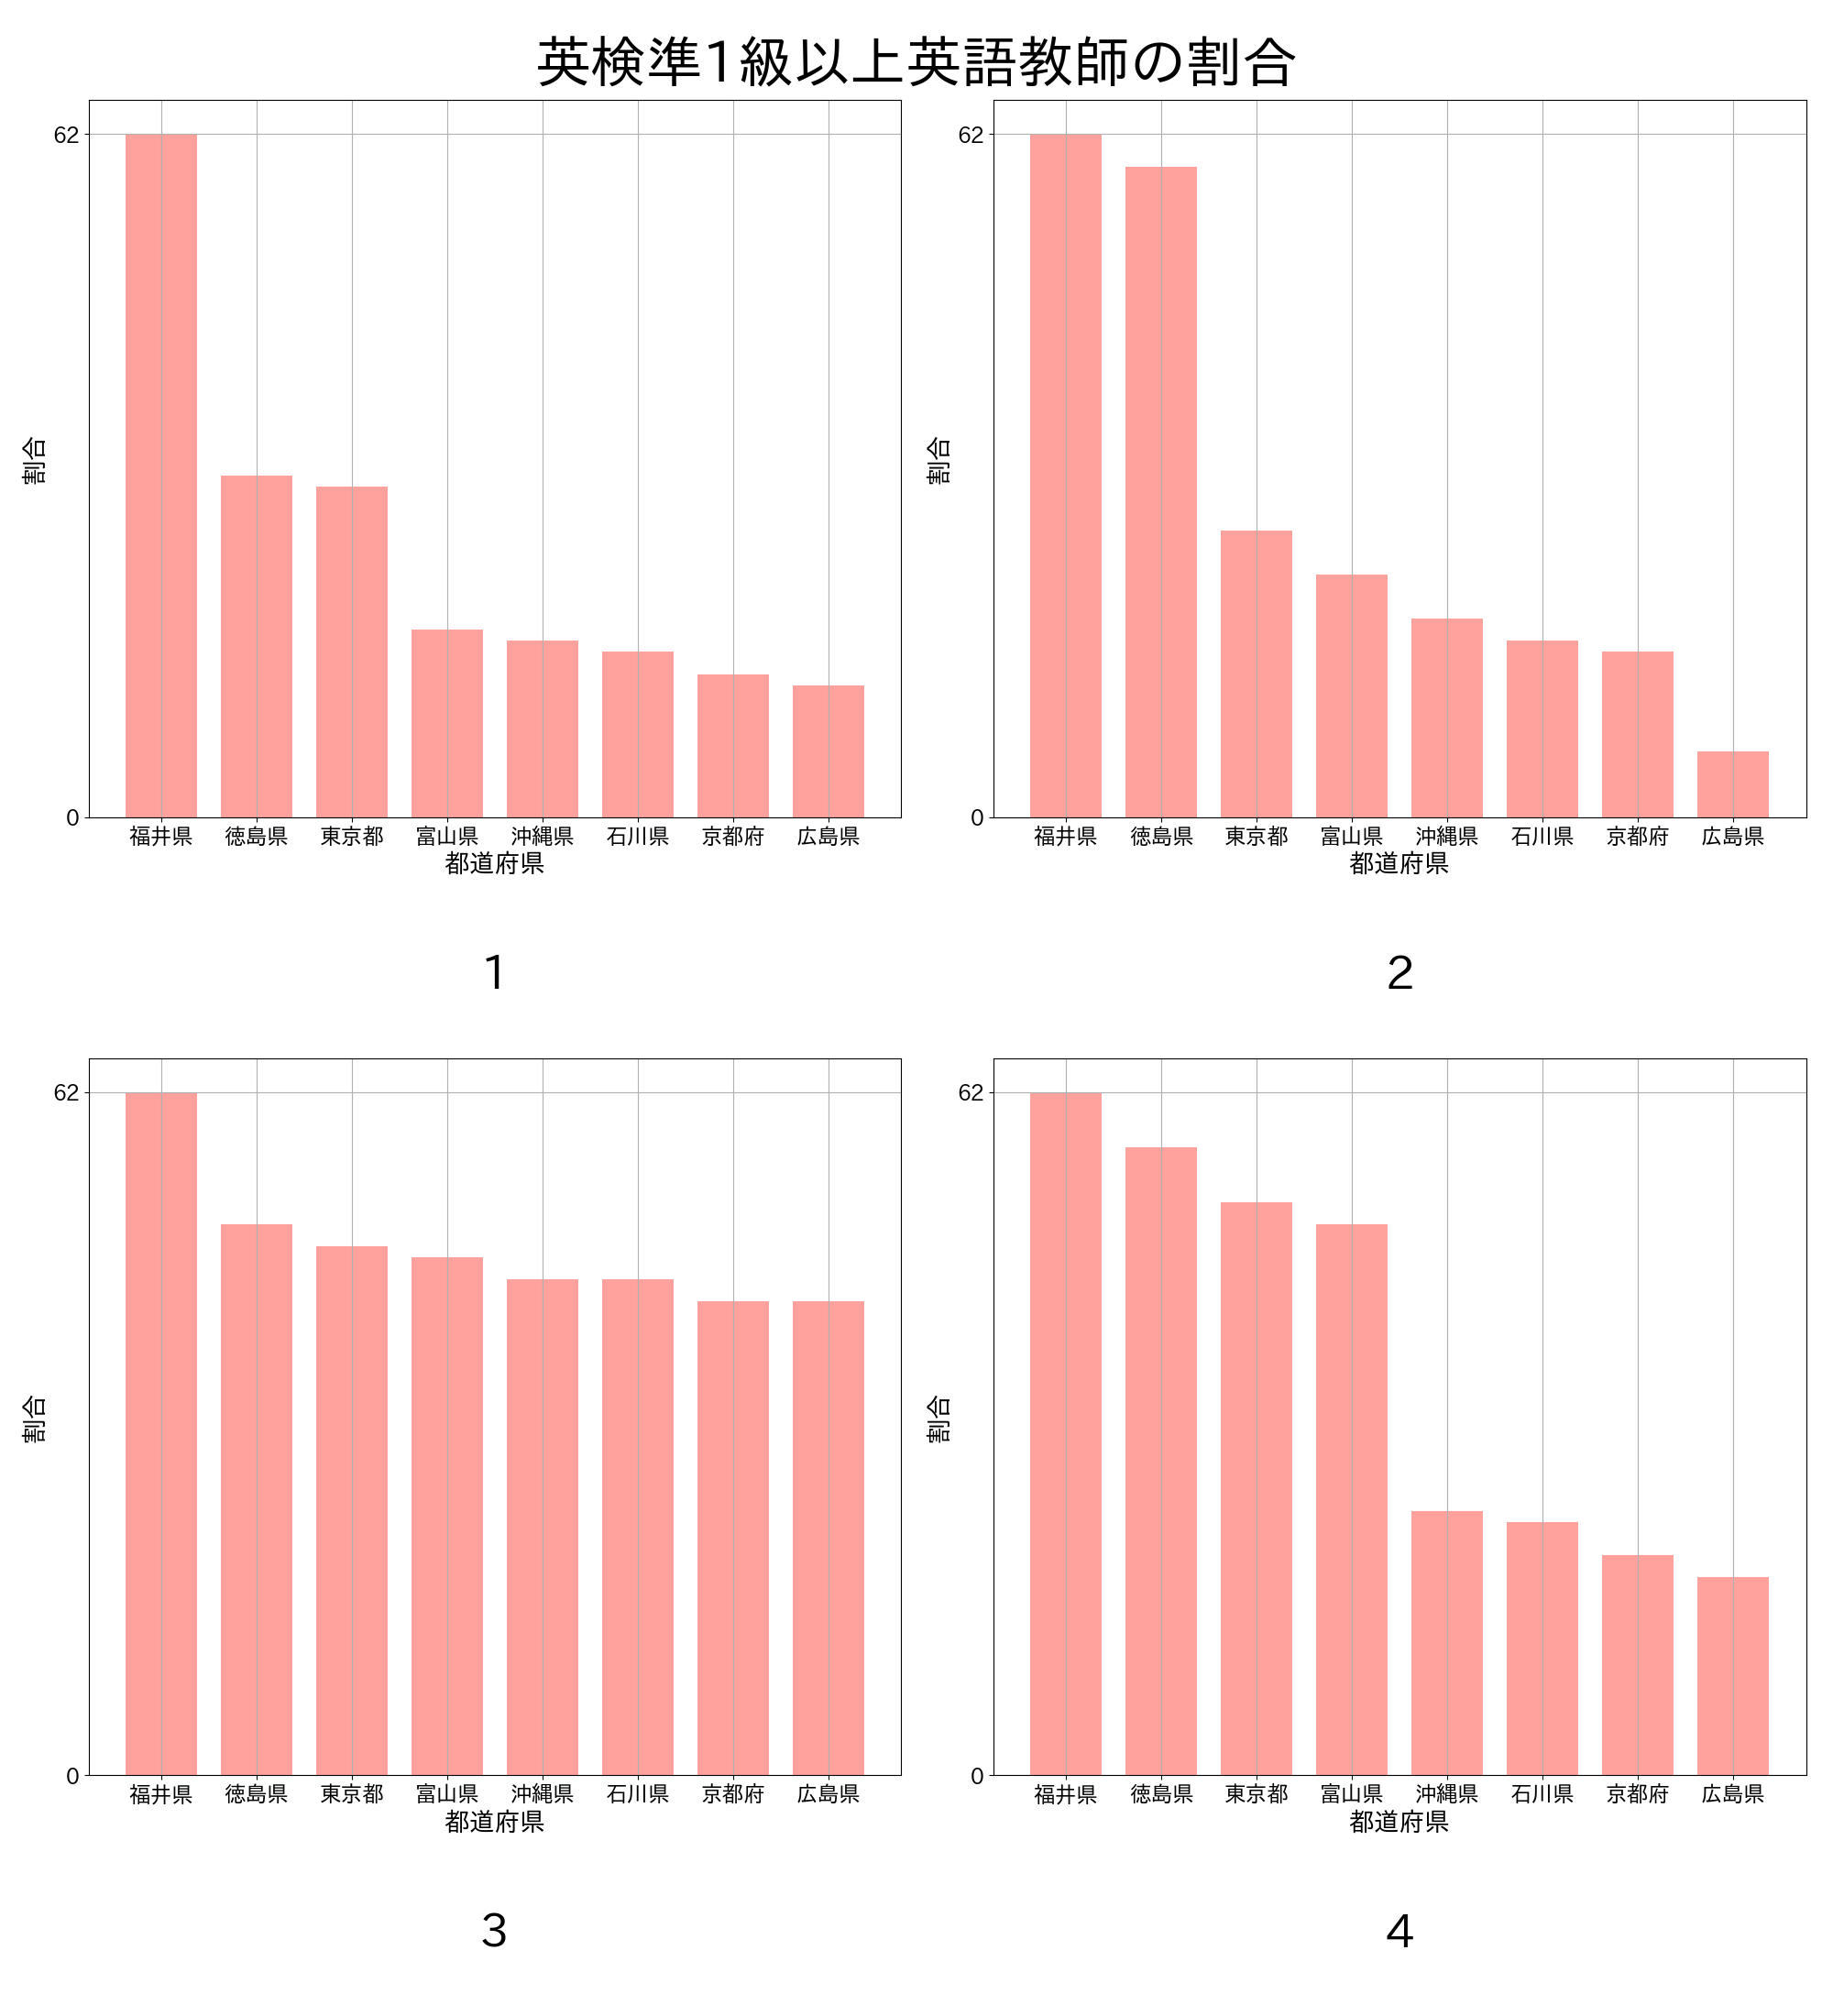 英検準1級以上英語教師の割合
62
0
割合
福井県 徳島県 東京都 富山県 沖縄県 石川県 京都府 広島県
都道府県
1
62
0
割合
福井県 徳島県 東京都 富山県 沖縄県 石川県 京都府 広島県
都道府県
2
62
0
割合
福井県 徳島県 東京都 富山県 沖縄県 石川県 京都府 広島県
都道府県
3
62
0
割合
福井県 徳島県 東京都 富山県 沖縄県 石川県 京都府 広島県
都道府県
4